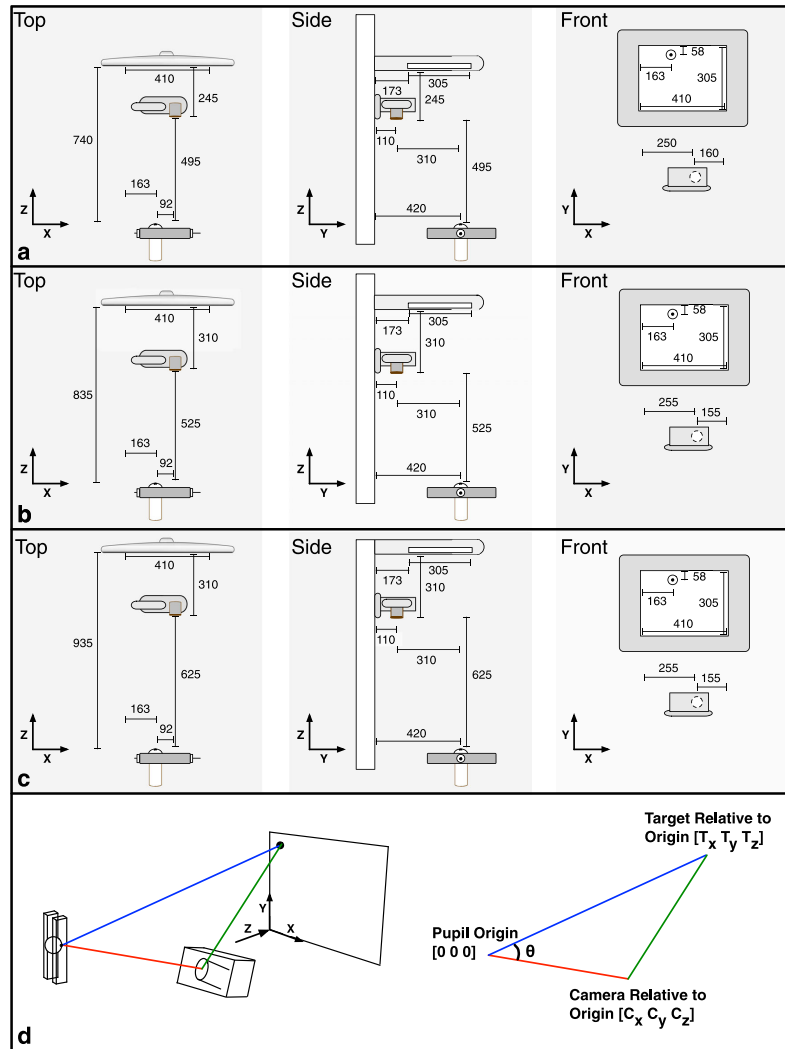 Top
Side
Front
410
245
740
495
163
92
Z
X
a
173
305
245
110
310
495
420
Z
Y
58
163
305
410
250
160
Y
X
Top
Side
Front
410
310
835
525
163
92
Z
X
b
173
305
310
110
310
525
420
Z
Y
58
163
305
410
255
155
Y
X
Top
Side
Front
410
310
935
625
163
92
Z
X
c
173
305
310
110
310
625
420
Z
Y
58
163
305
410
255
155
Y
X
Y
X
Z
d
Target Relative to
Origin [Tx Ty Tz]
Pupil Origin
[0 0 0]
θ
Camera Relative to
Origin [Cx Cy Cz]